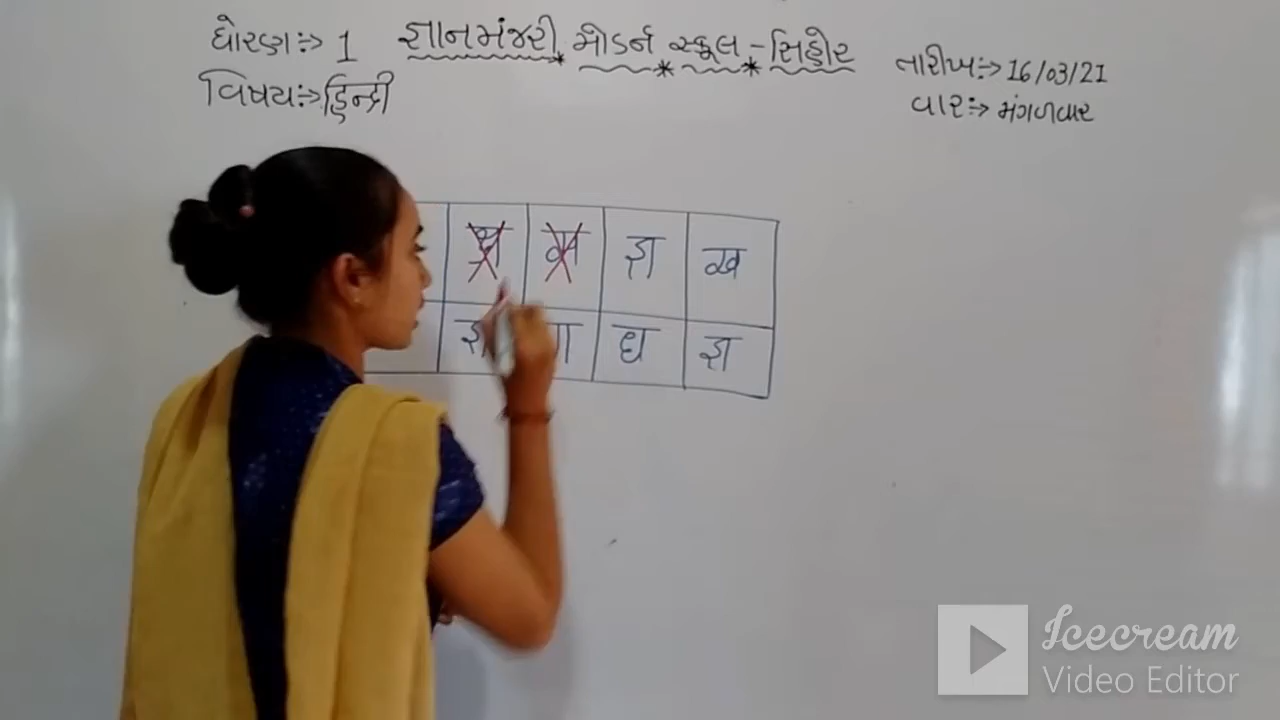 ધોરણ:-> 1 જ્ઞાનમંજરી મોડર્ન સ્કૂલ - સિહોર
તારીખ:-> 16/03/21
વિષય:-> હિન્દી
વાર:-> મંગળવાર
ज्ञ ख
ज्ञ ग ध ज्ञ
Icecream
Video Editor